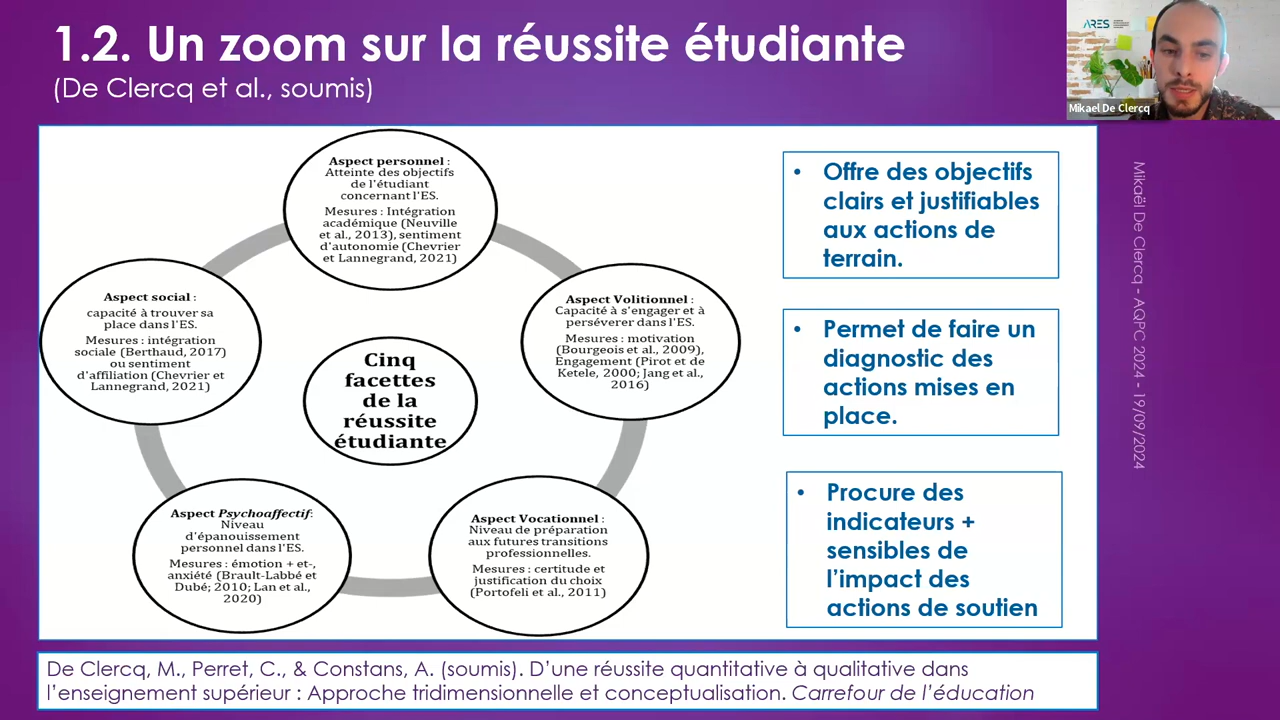 1.2. Un zoom sur la réussite étudiante
(De Clercq et al., soumis)
ARES
Mikael De Clercq
Aspect personnel :
Atteinte des objectifs
de l'étudiant
concernant l'ES.
Mesures : Intégration
académique (Neuville
et al., 2013), sentiment
d'autonomie (Chevrier
et Lannegrand, 2021)
Aspect social :
capacité à trouver sa
place dans l'ES.
Mesures : intégration
sociale (Berthaud, 2017)
ou sentiment
d'affiliation (Chevrier et
Lannegrand, 2021)
Aspect Volitionnel :
Capacité à s'engager et à
perséverer dans l'ES.
Mesures : motivation
(Bourgeois et al., 2009),
Engagement (Pirot et de
Ketele, 2000; Jang et al.,
2016)
Cinq
facettes
de la
réussite
étudiante
Aspect Psychoaffectif:
Niveau
d'épanouissement
personnel dans l'ES.
Mesures : émotion + et-,
anxiété (Brault-Labbé et
Dubé; 2010; Lan et al.,
2020)
Aspect Vocationnel :
Niveau de préparation
aux futures transitions
professionnelles.
Mesures : certitude et
justification du choix
(Portofeli et al., 2011)
• Offre des objectifs
clairs et justifiables
aux actions de
terrain.
• Permet de faire un
diagnostic des
actions mises en
place.
• Procure des
indicateurs +
sensibles de
l'impact des
actions de soutien
Mikaël De Clercq - AQPC 2024 - 19/09/2024
De Clercq, M., Perret, C., & Constans, A. (soumis). D'une réussite quantitative à qualitative dans
l'enseignement supérieur : Approche tridimensionnelle et conceptualisation. Carrefour de l'éducation